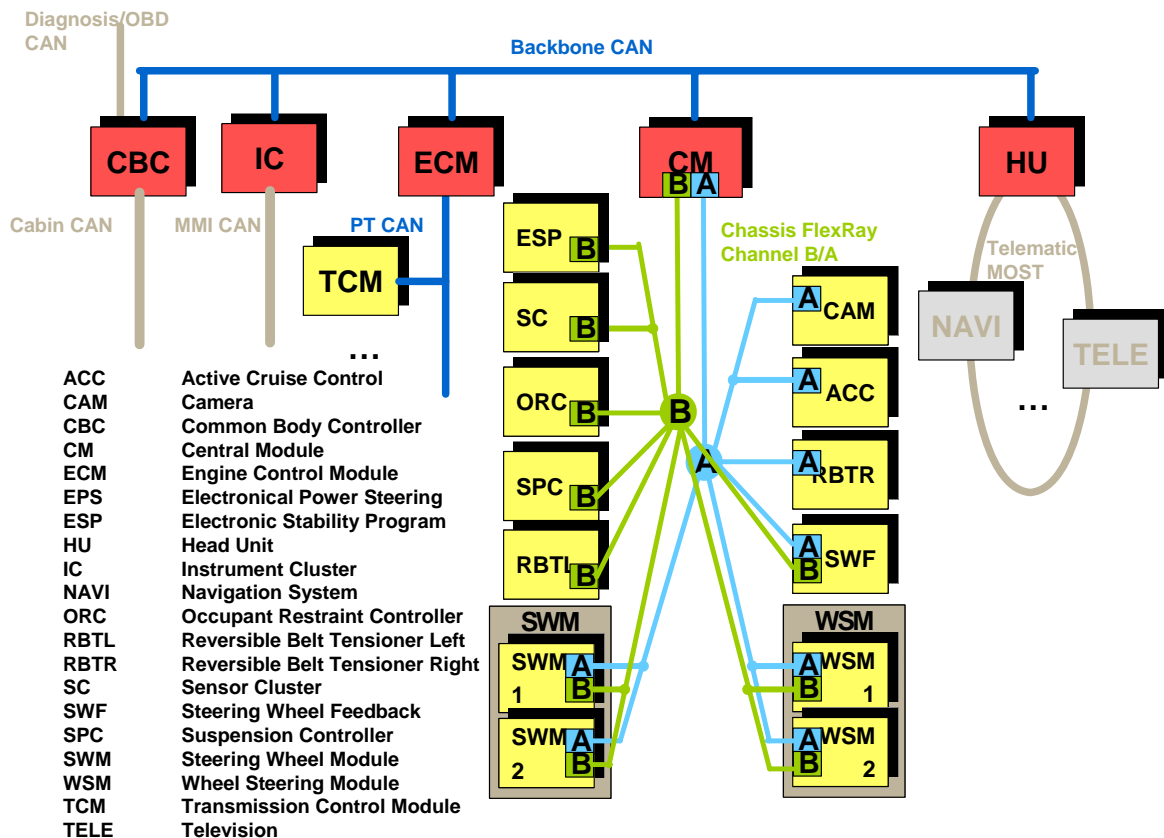 Diagnosis/OBD
CAN
Backbone CAN
CBC
IC
ECM
CM
B
A
HU
Cabin CAN
MMI CAN
PT CAN
TCM
...
ESP
B
SC
B
ORC
B
SPC
B
RBTL
B
Chassis FlexRay
Channel B/A
B
A
A
CAM
A
ACC
A
RBTR
A
B
SWF
Telematic
MOST
NAVI
TELE
...
SWM
SWM
1
A
B
SWM
2
A
B
WSM
A
B
WSM
1
A
B
WSM
2
ACC Active Cruise Control
CAM Camera
CBC Common Body Controller
CM Central Module
ECM Engine Control Module
EPS Electronical Power Steering
ESP Electronic Stability Program
HU Head Unit
IC Instrument Cluster
NAVI Navigation System
ORC Occupant Restraint Controller
RBTL Reversible Belt Tensioner Left
RBTR Reversible Belt Tensioner Right
SC Sensor Cluster
SWF Steering Wheel Feedback
SPC Suspension Controller
SWM Steering Wheel Module
WSM Wheel Steering Module
TCM Transmission Control Module
TELE Television